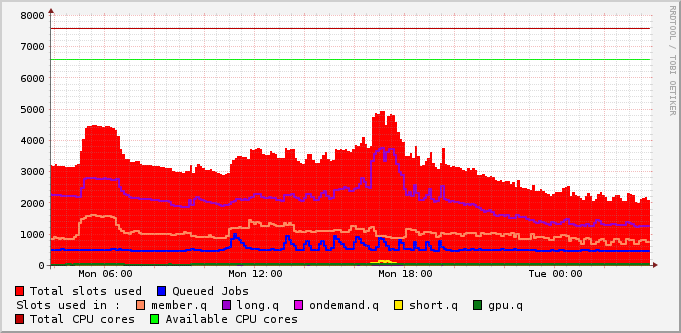 8000
7000
6000
5000
4000
3000
2000
1000
0
Mon 06:00 Mon 12:00 Mon 18:00 Tue 00:00
RRDTOOL / TOBI OETIKER
Total slots used Queued Jobs
Slots used in : member.q long.q ondemand.q short.q gpu.q
Total CPU cores Available CPU cores